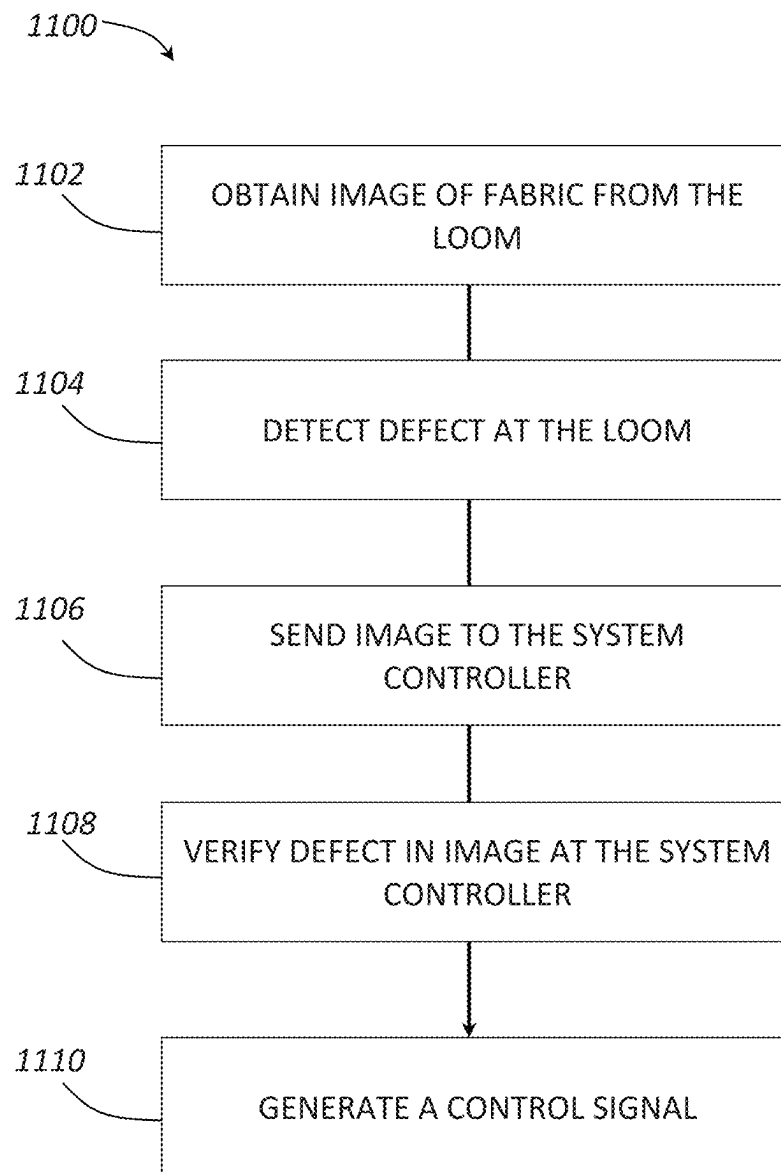 1100
1102
OBTAIN IMAGE OF FABRIC FROM THE
LOOM
1104
DETECT DEFECT AT THE LOOM
1106
SEND IMAGE TO THE SYSTEM
CONTROLLER
1108
VERIFY DEFECT IN IMAGE AT THE SYSTEM
CONTROLLER
1110
GENERATE A CONTROL SIGNAL